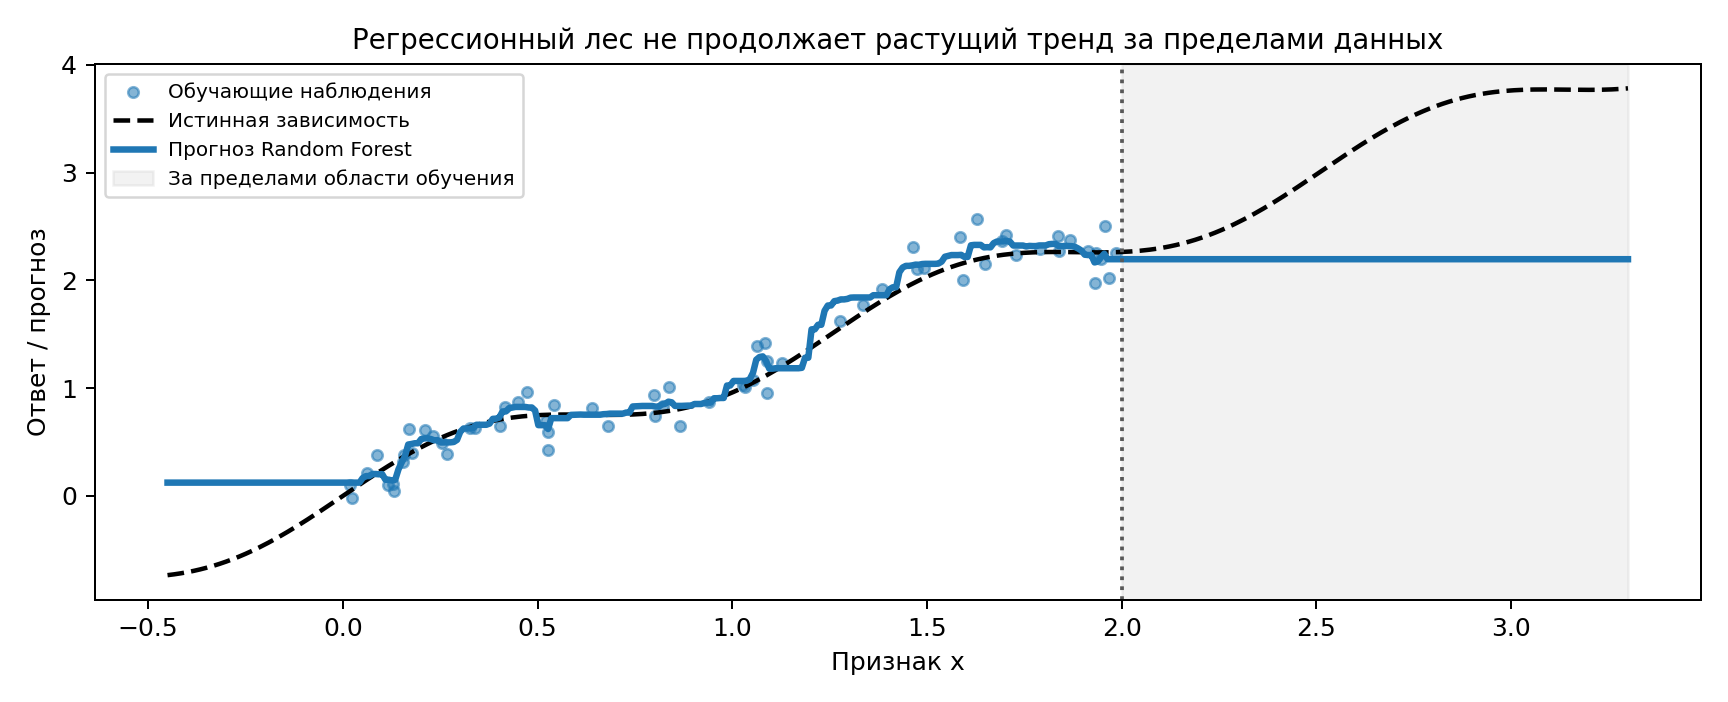 Регрессионный лес не продолжает растущий тренд за пределами данных
Обучающие наблюдения
Истинная зависимость
Прогноз Random Forest
За пределами области обучения
Ответ / прогноз
4
3
2
1
0
−0.5 0.0 0.5 1.0 1.5 2.0 2.5 3.0
Признак x